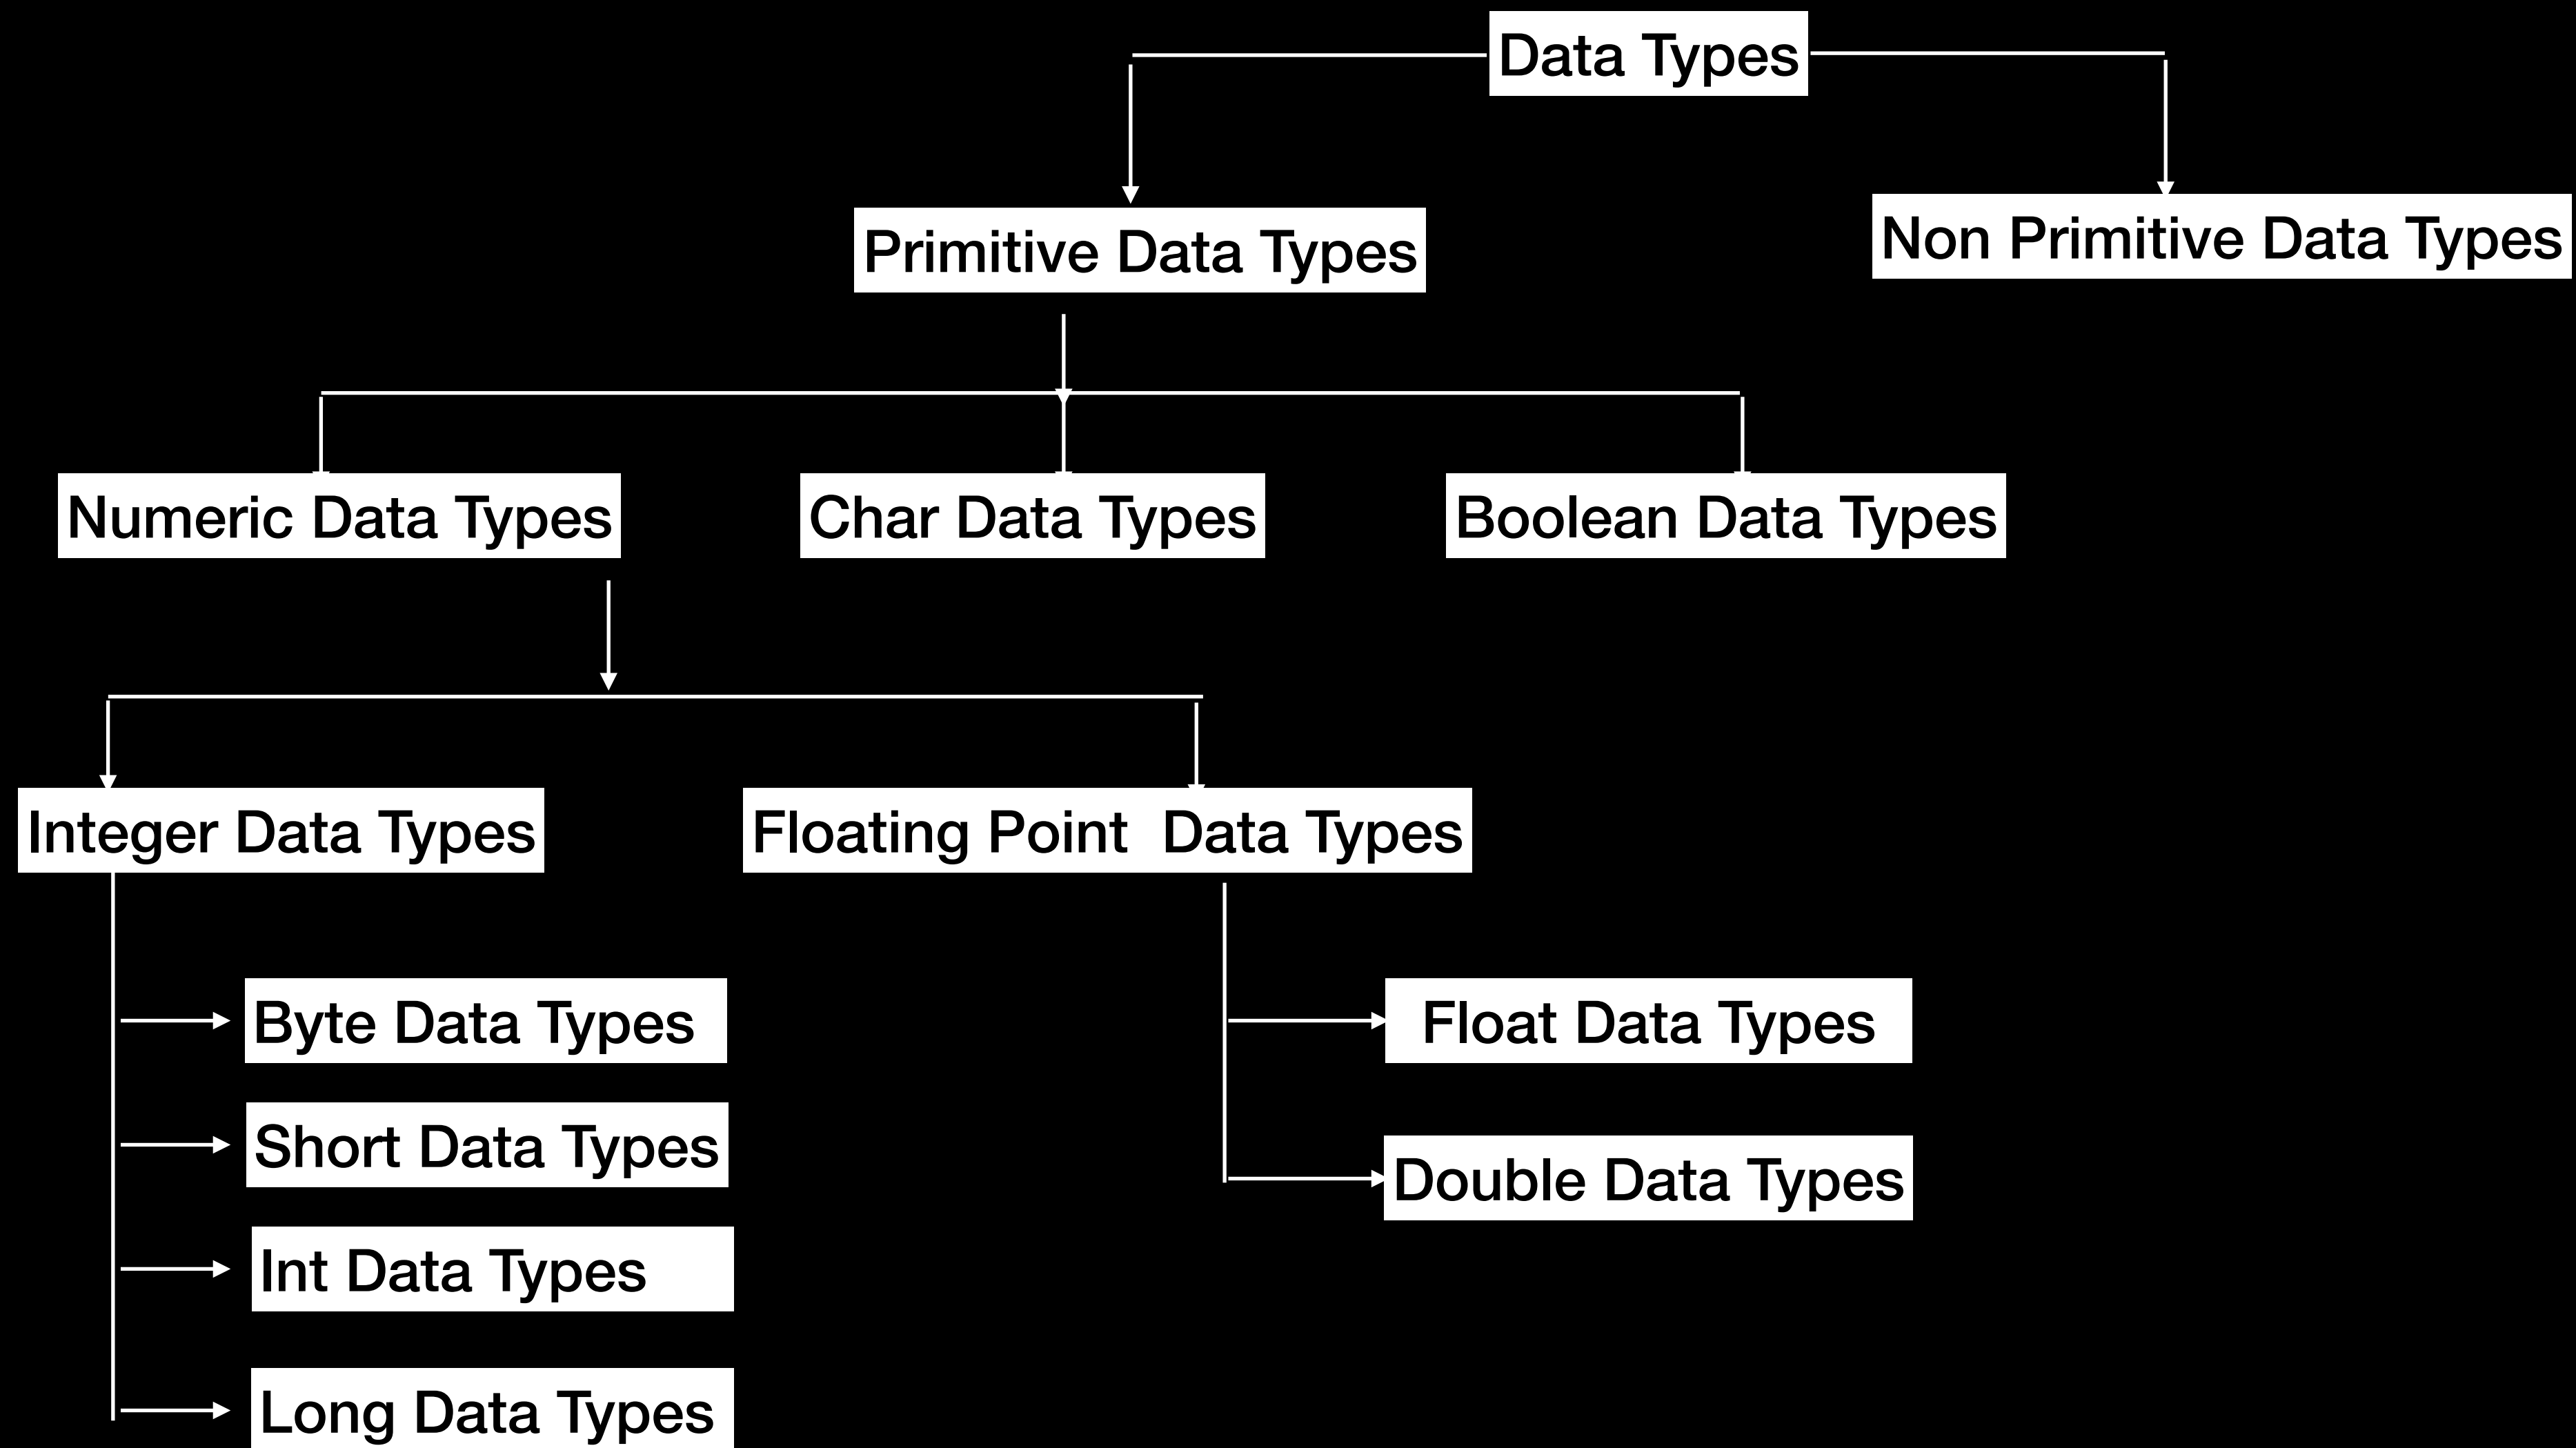 Data Types
Primitive Data Types
Non Primitive Data Types
Numeric Data Types
Char Data Types
Boolean Data Types
Integer Data Types
Floating Point  Data Types
Byte Data Types
Short Data Types
Int Data Types
Long Data Types
Float Data Types
Double Data Types